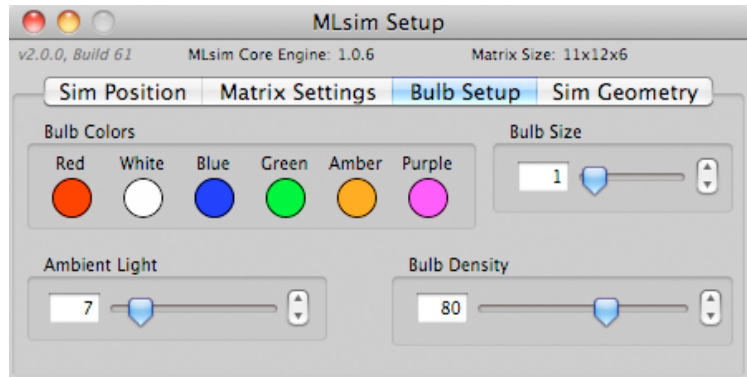 MLsim Setup
v2.0.0, Build 61 MLsim Core Engine: 1.0.6 Matrix Size: 11x12x6
Sim Position Matrix Settings Bulb Setup Sim Geometry
Bulb Colors Bulb Size
Red White Blue Green Amber Purple
1
Ambient Light Bulb Density
7 80